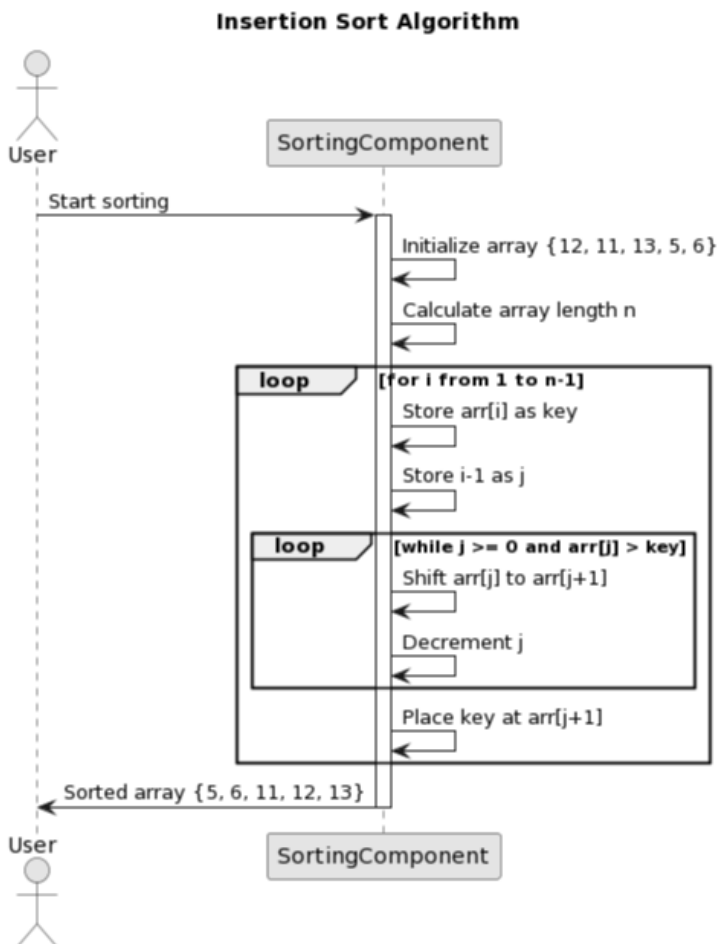 Insertion Sort Algorithm
User
SortingComponent
Start sorting
Initialize array {12, 11, 13, 5, 6}
Calculate array length n
loop [for i from 1 to n-1]
Store arr[i] as key
Store i-1 as j
loop [while j >= 0 and arr[j] > key]
Shift arr[j] to arr[j+1]
Decrement j
Place key at arr[j+1]
Sorted array {5, 6, 11, 12, 13}
User
SortingComponent